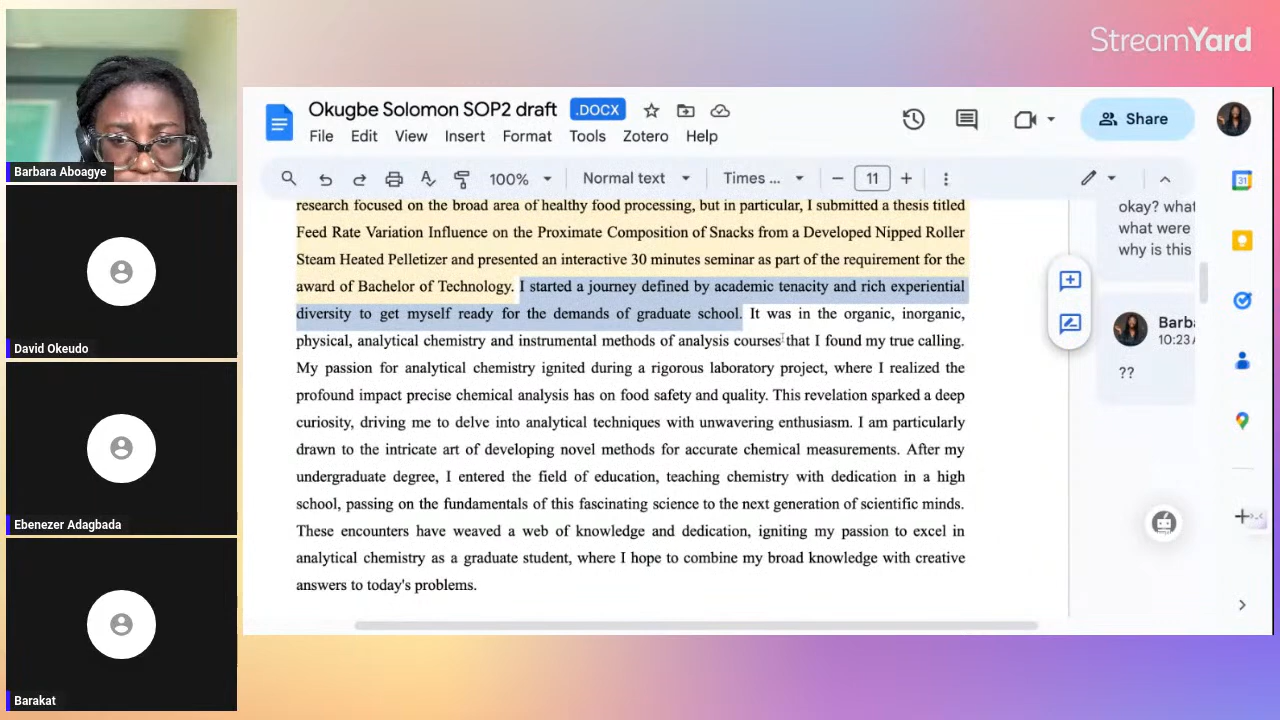 StreamYard
Barbara Aboagye
David Okeudo
Ebenezer Adagbada
Barakat
Okugbe Solomon SOP2 draft
.DOCX
File Edit View Insert Format Tools Zotero Help
Share
100% Normal text Times ... 11
research focused on the broad area of healthy food processing, but in particular, I submitted a thesis titled
Feed Rate Variation Influence on the Proximate Composition of Snacks from a Developed Nipped Roller
Steam Heated Pelletizer and presented an interactive 30 minutes seminar as part of the requirement for the
award of Bachelor of Technology. I started a journey defined by academic tenacity and rich experiential
diversity to get myself ready for the demands of graduate school. It was in the organic, inorganic,
physical, analytical chemistry and instrumental methods of analysis courses that I found my true calling.
My passion for analytical chemistry ignited during a rigorous laboratory project, where I realized the
profound impact precise chemical analysis has on food safety and quality. This revelation sparked a deep
curiosity, driving me to delve into analytical techniques with unwavering enthusiasm. I am particularly
drawn to the intricate art of developing novel methods for accurate chemical measurements. After my
undergraduate degree, I entered the field of education, teaching chemistry with dedication in a high
school, passing on the fundamentals of this fascinating science to the next generation of scientific minds.
These encounters have weaved a web of knowledge and dedication, igniting my passion to excel in
analytical chemistry as a graduate student, where I hope to combine my broad knowledge with creative
answers to today's problems.
okay? what
what were
why is this
Barba
10:23
??
31